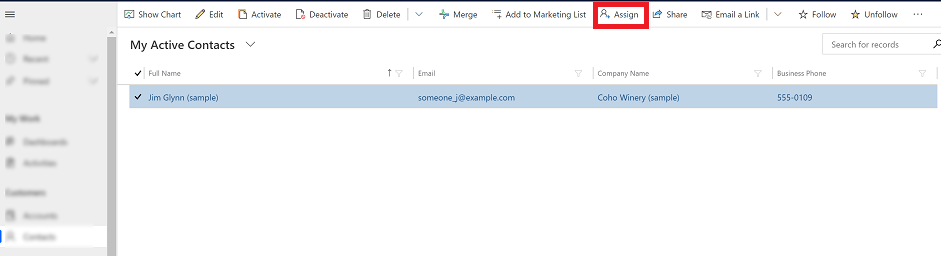 Show Chart Edit Activate Deactivate Delete Merge Add to Marketing List Assign Share Email a Link Follow Unfollow ...
Home
My Active Contacts
Search for records
Recent
Full Name Email Company Name Business Phone
Pinned
Jim Glynn (sample) someone_j@example.com Coho Winery (sample) 555-0109
My Work
Dashboards
Activities
Customers
Accounts
Contacts